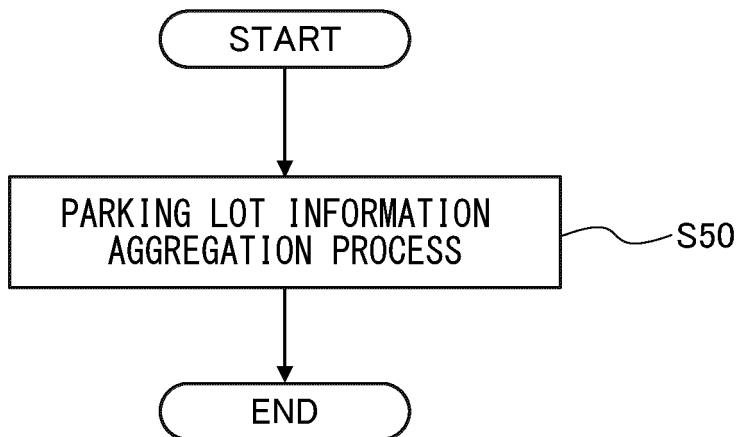 START
PARKING LOT INFORMATION
AGGREGATION PROCESS
S50
END